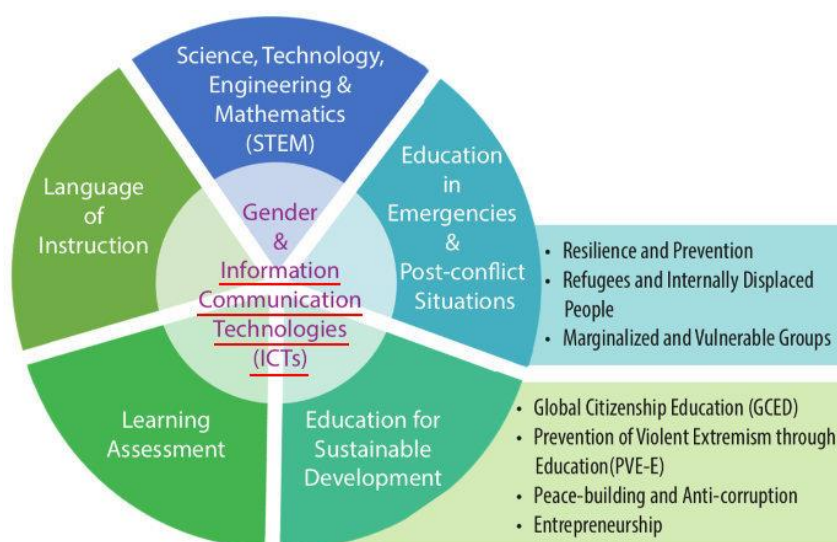 Science, Technology,
Engineering &
Mathematics
(STEM)
Language
of
Instruction
Education
in
Emergencies
&
Post-conflict
Situations
Gender
&
Information
Communication
Technologies
(ICTs)
• Resilience and Prevention
• Refugees and Internally Displaced
People
• Marginalized and Vulnerable Groups
Learning
Assessment
Education for
Sustainable
Development
• Global Citizenship Education (GCED)
• Prevention of Violent Extremism through
Education(PVE-E)
• Peace-building and Anti-corruption
• Entrepreneurship